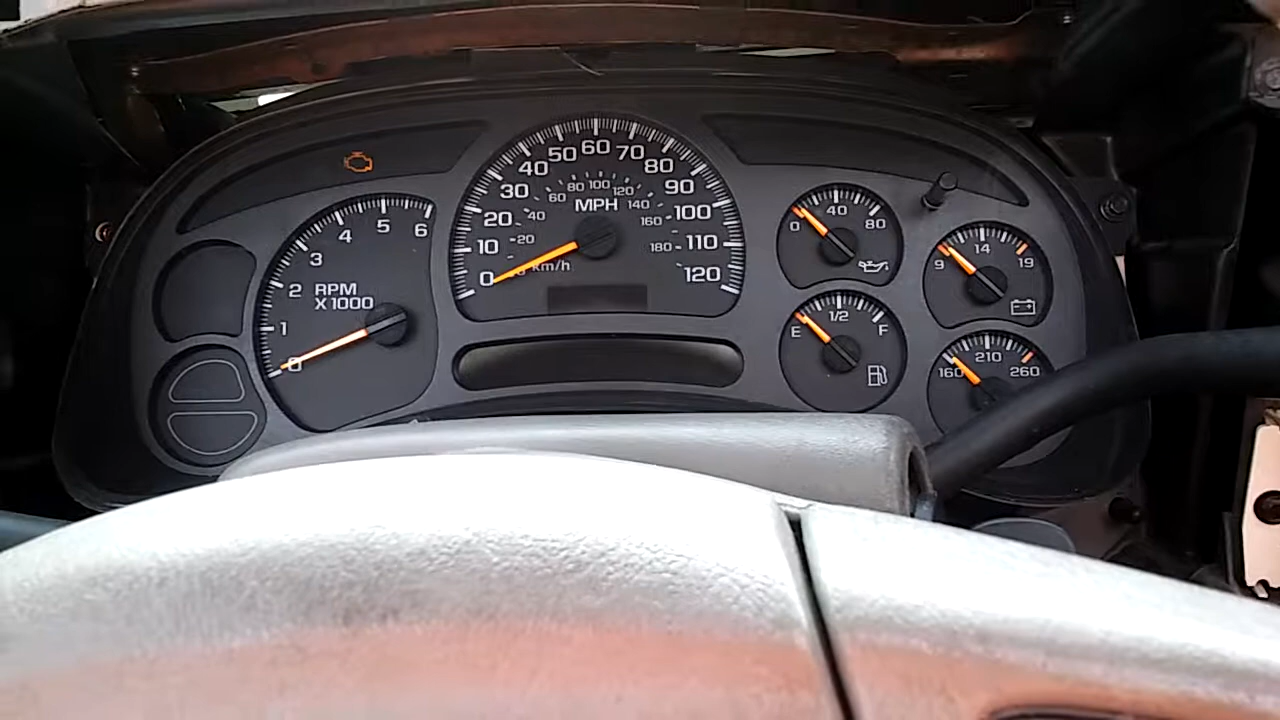 0 1 2 3 4 5 6
RPM
X1000
0 10 20 30 40 50 60 70 80 90 100 110 120
20 40 60 80 100 120 140 160 180
MPH
km/h
0 40 80
9 14 19
E 1/2 F
160 210 260